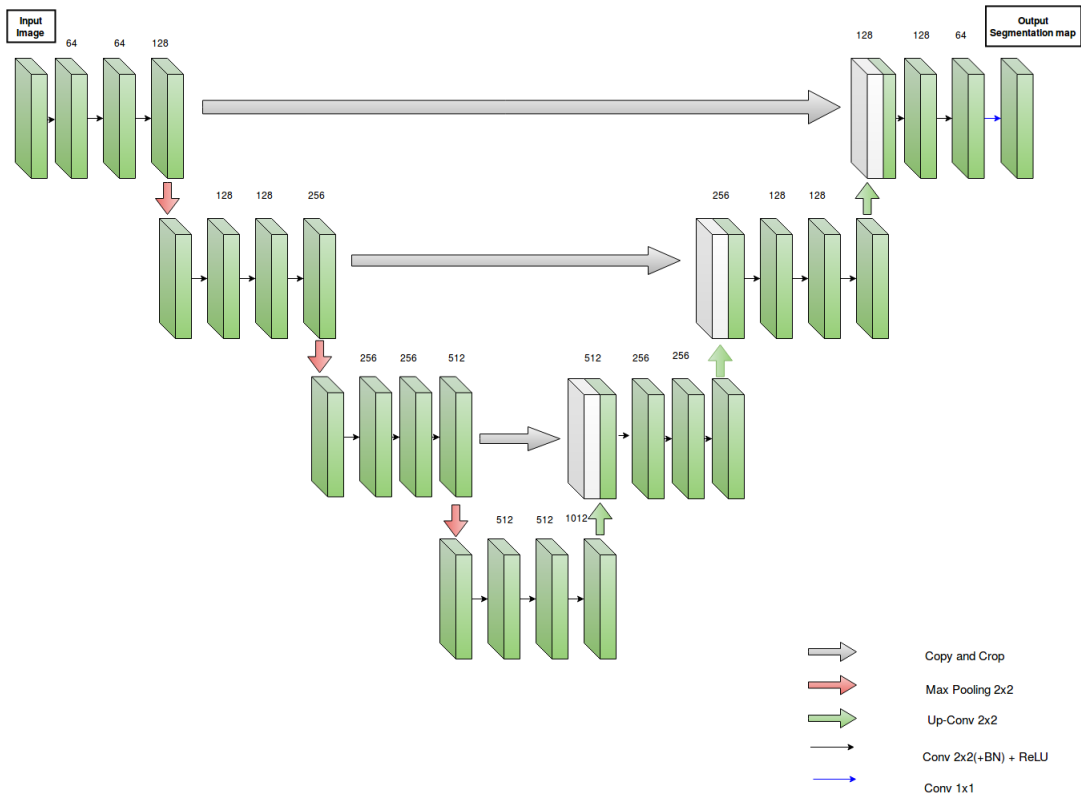 Input
Image
Output
Segmentation map
64 64 128
128 128 64
128 128 256
256 128 128
256 256 512
512 256 256
512 512 1012
Copy and Crop
Max Pooling 2x2
Up-Conv 2x2
Conv 2x2(+BN) + ReLU
Conv 1x1